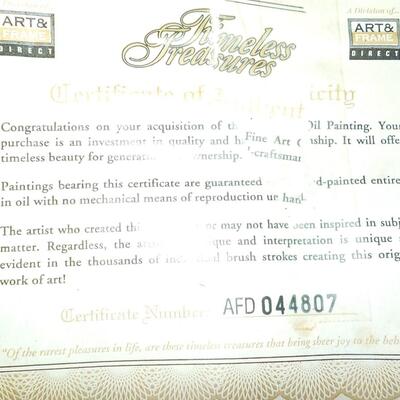 A Division of...
A Division of...
ART&
FRAME
DIRECT
ART&
FRAME
DIRECT
Timeless
Treasures
Certificate of
Congratulations on your acquisition of Oil Painting. Your
purchase is an investment in quality and Fine Art It will offe
timeless beauty for ownership.
Paintings bearing this certificate are guaranteed entire
in oil with no mechanical means of reproduction
The artist who created may not have been inspired in subj
matter. Regardless, the and interpretation is unique
evident in the thousands of brush strokes creating this orig
work of art!
Certificate Number: AFD 044807
"Of the rarest pleasures in life, are these timeless treasures that bring sheer joy to the beh